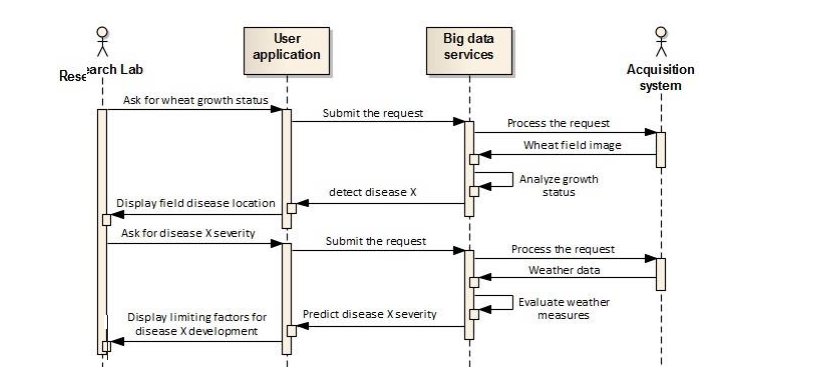 Research Lab
User
application
Big data
services
Acquisition
system
Ask for wheat growth status
Submit the request
Process the request
Wheat field image
Analyze growth
status
detect disease X
Display field disease location
Ask for disease X severity
Submit the request
Process the request
Weather data
Evaluate weather
measures
Predict disease X severity
Display limiting factors for
disease X development